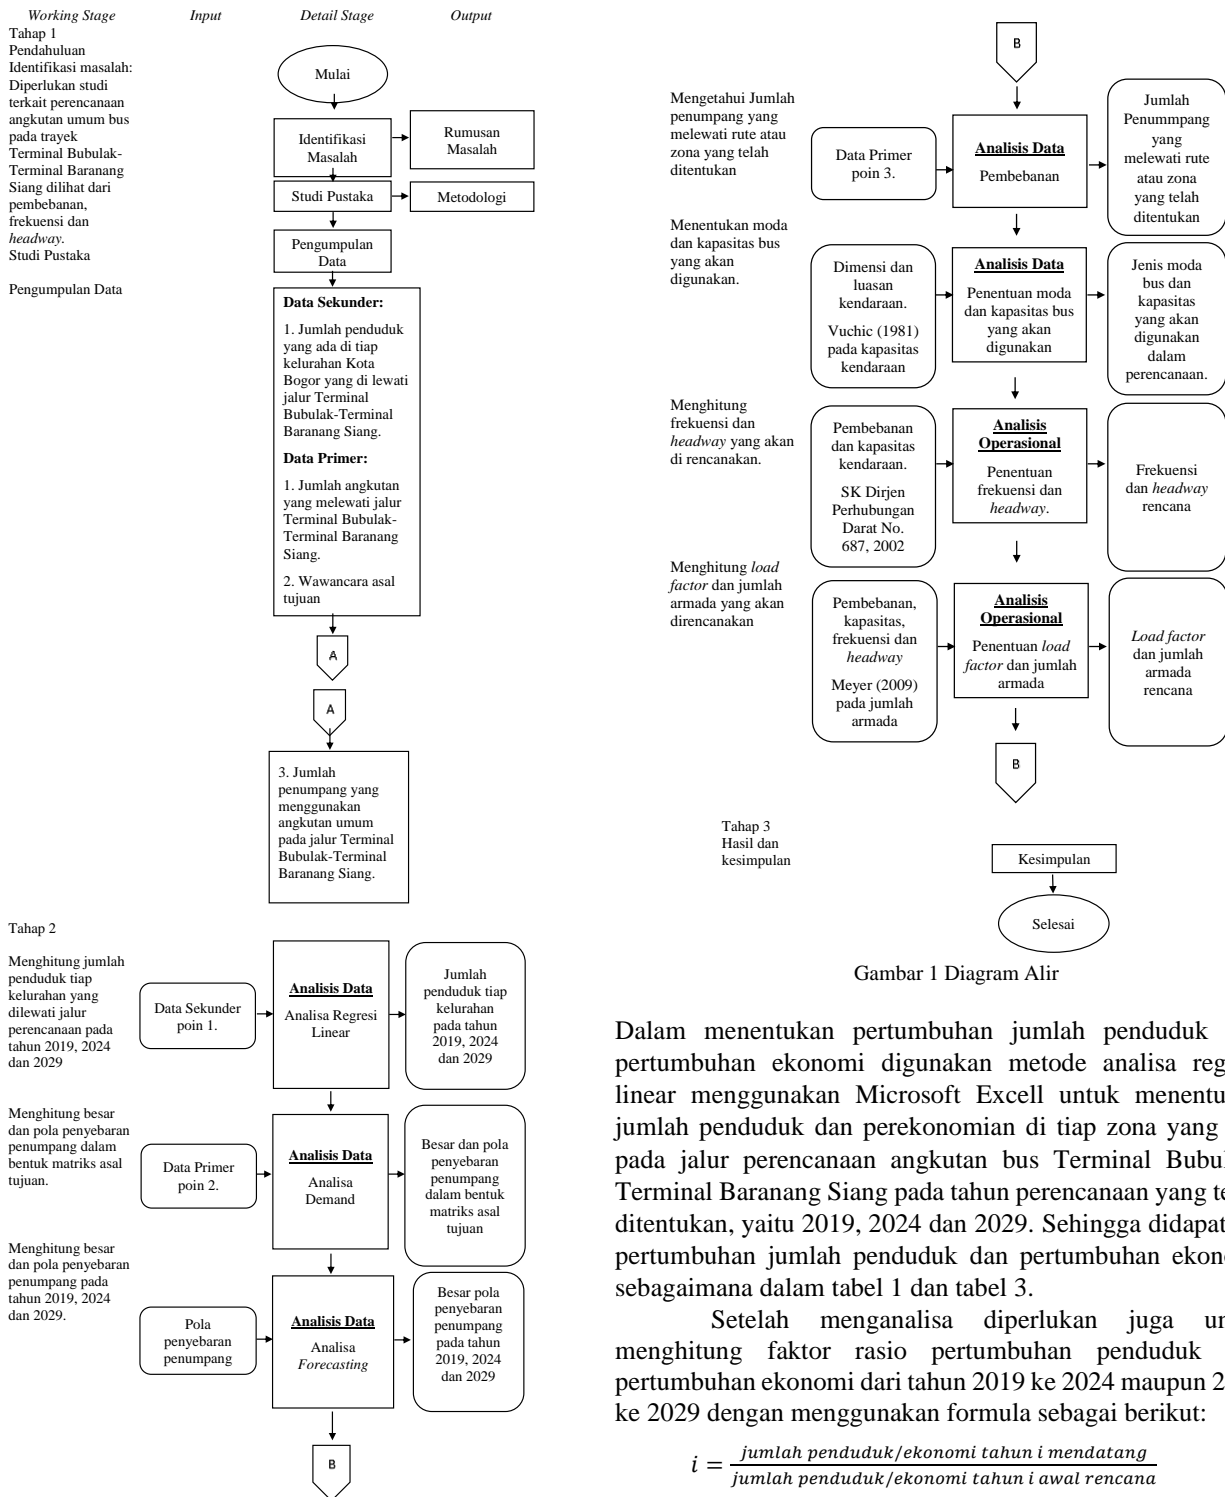 Working Stage
Input
Detail Stage
Output
Tahap 1
Pendahuluan
Identifikasi masalah:
Diperlukan studi
terkait perencanaan
angkutan umum bus
pada trayek
Terminal Bubulak-
Terminal Baranang
Siang dilihat dari
pembebanan,
frekuensi dan
headway.
Studi Pustaka
Pengumpulan Data
Mulai
Identifikasi
Masalah
Rumusan
Masalah
Studi Pustaka
Metodologi
Pengumpulan
Data
Data Sekunder:
1. Jumlah penduduk
yang ada di tiap
kelurahan Kota
Bogor yang di lewati
jalur Terminal
Bubulak-Terminal
Baranang Siang.
Data Primer:
1. Jumlah angkutan
yang melewati jalur
Terminal Bubulak-
Terminal Baranang
Siang.
2. Wawancara asal
tujuan
A
A
3. Jumlah
penumpang yang
menggunakan
angkutan umum
pada jalur Terminal
Bubulak-Terminal
Baranang Siang.
Tahap 2
Menghitung jumlah
penduduk tiap
kelurahan yang
dilewati jalur
perencanaan pada
tahun 2019, 2024
dan 2029
Data Sekunder
poin 1.
Analisis Data
Analisa Regresi
Linear
Jumlah
penduduk tiap
kelurahan
pada tahun
2019, 2024
dan 2029
Menghitung besar
dan pola penyebaran
penumpang dalam
bentuk matriks asal
tujuan.
Data Primer
poin 2.
Analisis Data
Analisa
Demand
Besar dan pola
penyebaran
penumpang
dalam bentuk
matriks asal
tujuan
Menghitung besar
dan pola penyebaran
penumpang pada
tahun 2019, 2024
dan 2029.
Pola
penyebaran
penumpang
Analisis Data
Analisa
Forecasting
Besar pola
penyebaran
penumpang
pada tahun
2019, 2024
dan 2029
B
B
Mengetahui Jumlah
penumpang yang
melewati rute atau
zona yang telah
ditentukan
Data Primer
poin 3.
Analisis Data
Pembebanan
Jumlah
Penummpang
yang
melewati rute
atau zona
yang telah
ditentukan
Menentukan moda
dan kapasitas bus
yang akan
digunakan.
Dimensi dan
luasan
kendaraan.
Vuchic (1981)
pada kapasitas
kendaraan
Analisis Data
Penentuan moda
dan kapasitas bus
yang akan
digunakan
Jenis moda
bus dan
kapasitas
yang akan
digunakan
dalam
perencanaan.
Menghitung
frekuensi dan
headway yang akan
di rencanakan.
Pembebanan
dan kapasitas
kendaraan.
SK Dirjen
Perhubungan
Darat No.
687, 2002
Analisis
Operasional
Penentuan
frekuensi dan
headway.
Frekuensi
dan headway
rencana
Menghitung load
factor dan jumlah
armada yang akan
direncanakan
Pembebanan,
kapasitas,
frekuensi dan
headway
Meyer (2009)
pada jumlah
armada
Analisis
Operasional
Penentuan load
factor dan jumlah
armada
Load factor
dan jumlah
armada
rencana
B
Tahap 3
Hasil dan
kesimpulan
Kesimpulan
Selesai
Gambar 1 Diagram Alir
Dalam menentukan pertumbuhan jumlah penduduk
pertumbuhan ekonomi digunakan metode analisa reg
linear menggunakan Microsoft Excell untuk menentu
jumlah penduduk dan perekonomian di tiap zona yang
pada jalur perencanaan angkutan bus Terminal Bubul
Terminal Baranang Siang pada tahun perencanaan yang te
ditentukan, yaitu 2019, 2024 dan 2029. Sehingga didapat
pertumbuhan jumlah penduduk dan pertumbuhan ekon
sebagaimana dalam tabel 1 dan tabel 3.
Setelah menganalisa diperlukan juga un
menghitung faktor rasio pertumbuhan penduduk
pertumbuhan ekonomi dari tahun 2019 ke 2024 maupun 2
ke 2029 dengan menggunakan formula sebagai berikut:
i = jumlah penduduk/ekonomi tahun i mendatang
jumlah penduduk/ekonomi tahun i awal rencana